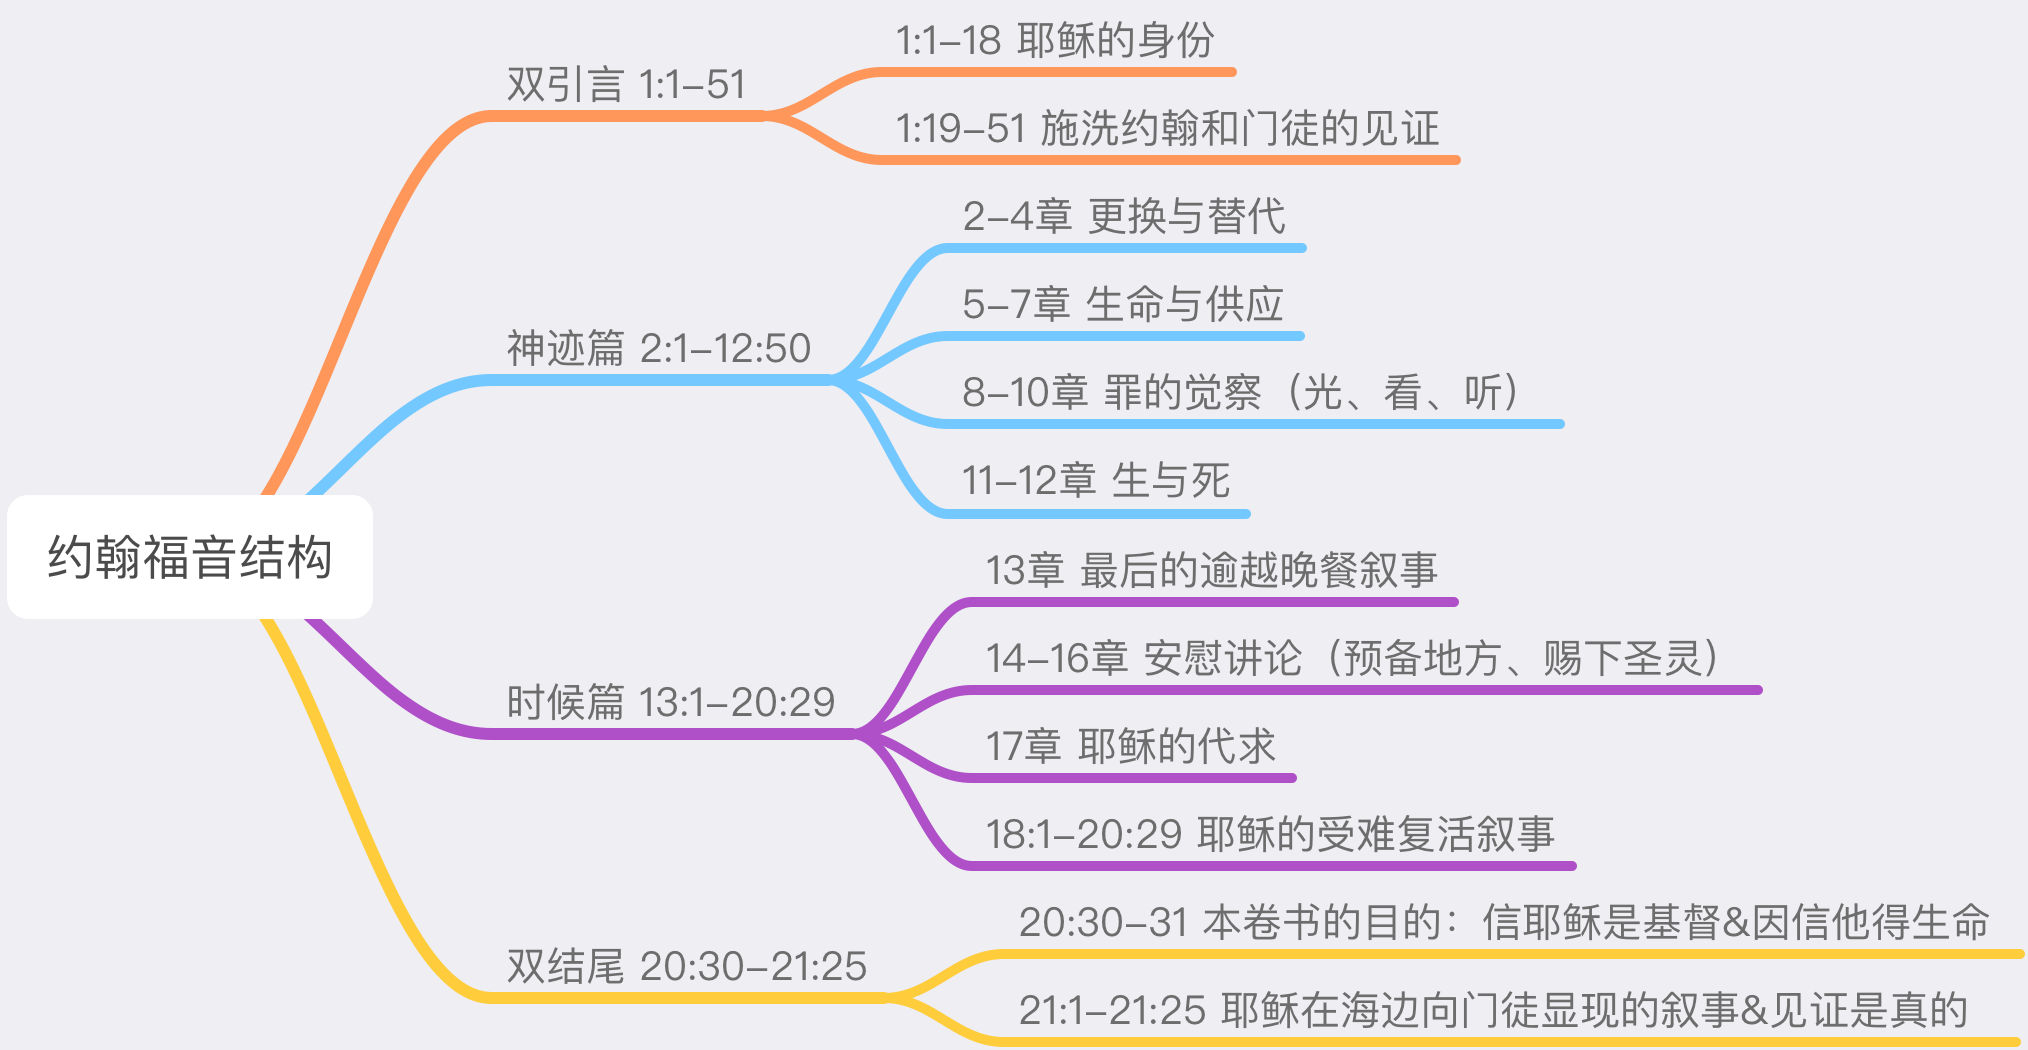 约翰福音结构
双引言 1:1–51
1:1–18 耶稣的身份
1:19–51 施洗约翰和门徒的见证
神迹篇 2:1–12:50
2–4章 更换与替代
5–7章 生命与供应
8–10章 罪的觉察（光、看、听）
11–12章 生与死
时候篇 13:1–20:29
13章 最后的逾越晚餐叙事
14–16章 安慰讲论（预备地方、赐下圣灵）
17章 耶稣的代求
18:1–20:29 耶稣的受难复活叙事
双结尾 20:30–21:25
20:30–31 本卷书的目的：信耶稣是基督&因信他得生命
21:1–21:25 耶稣在海边向门徒显现的叙事&见证是真的